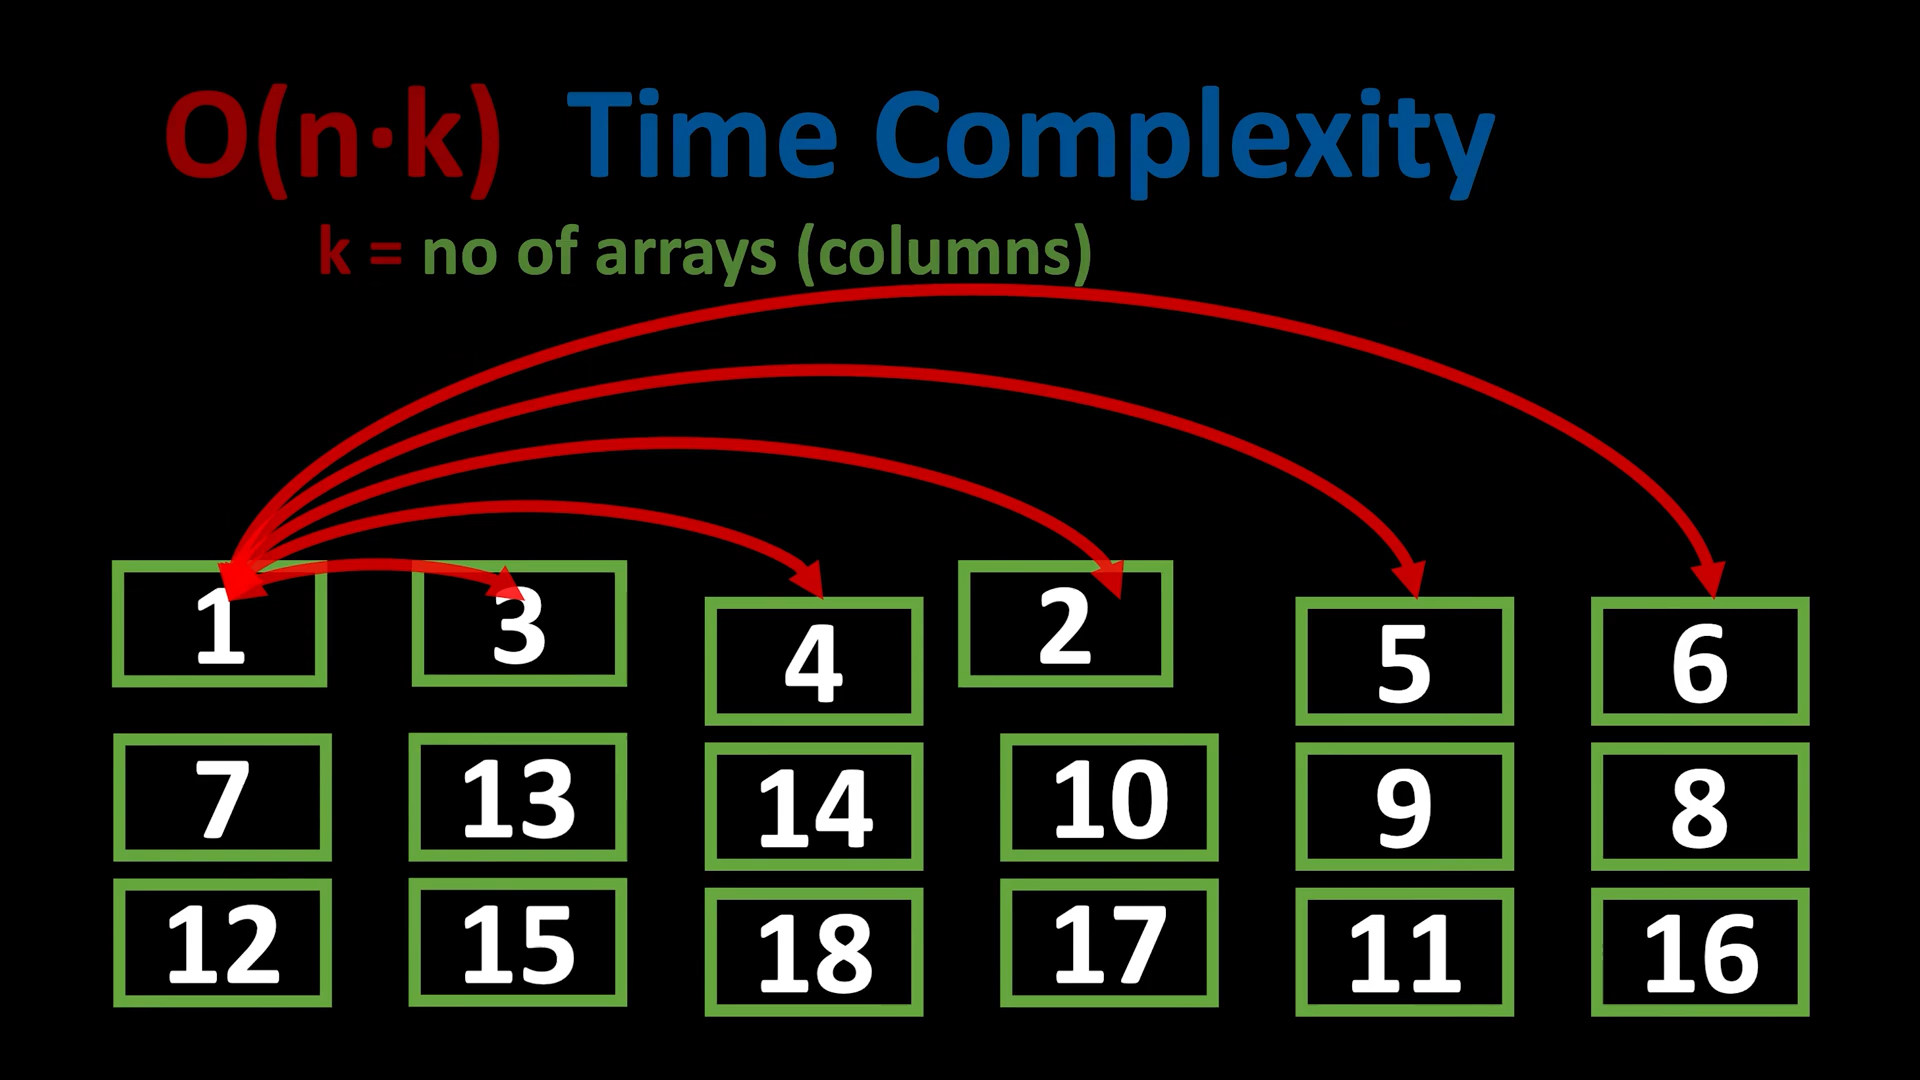 O(n·k) Time Complexity
k = no of arrays (columns)
1 3 4 2 5 6
7 13 14 10 9 8
12 15 18 17 11 16